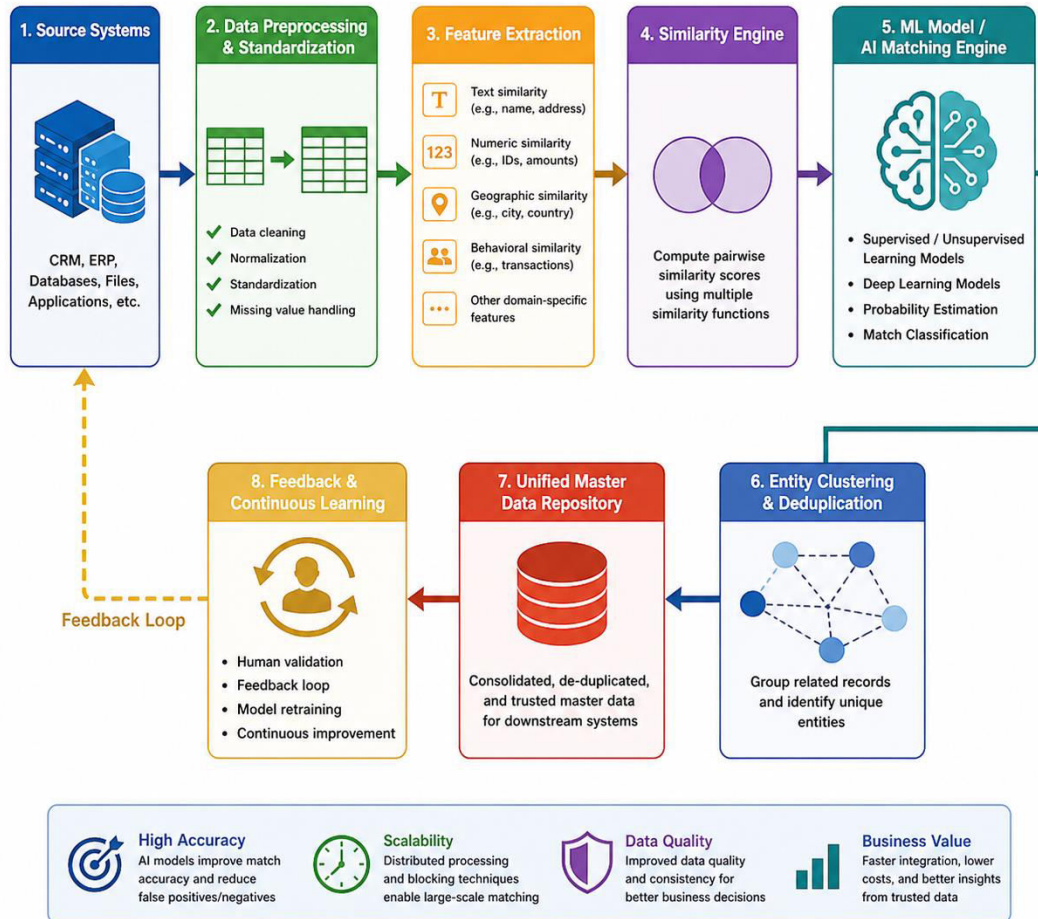 1. Source Systems
CRM, ERP,
Databases, Files,
Applications, etc.
2. Data Preprocessing
& Standardization
Data cleaning
Normalization
Standardization
Missing value handling
3. Feature Extraction
T
Text similarity
(e.g., name, address)
123
Numeric similarity
(e.g., IDs, amounts)
Geographic similarity
(e.g., city, country)
Behavioral similarity
(e.g., transactions)
Other domain-specific
features
4. Similarity Engine
Compute pairwise
similarity scores
using multiple
similarity functions
5. ML Model /
AI Matching Engine
• Supervised / Unsupervised
Learning Models
• Deep Learning Models
• Probability Estimation
• Match Classification
6. Entity Clustering
& Deduplication
Group related records
and identify unique
entities
7. Unified Master
Data Repository
Consolidated, de-duplicated,
and trusted master data
for downstream systems
8. Feedback &
Continuous Learning
• Human validation
• Feedback loop
• Model retraining
• Continuous improvement
Feedback Loop
High Accuracy
AI models improve match
accuracy and reduce
false positives/negatives
Scalability
Distributed processing
and blocking techniques
enable large-scale matching
Data Quality
Improved data quality
and consistency for
better business decisions
Business Value
Faster integration, lower
costs, and better insights
from trusted data